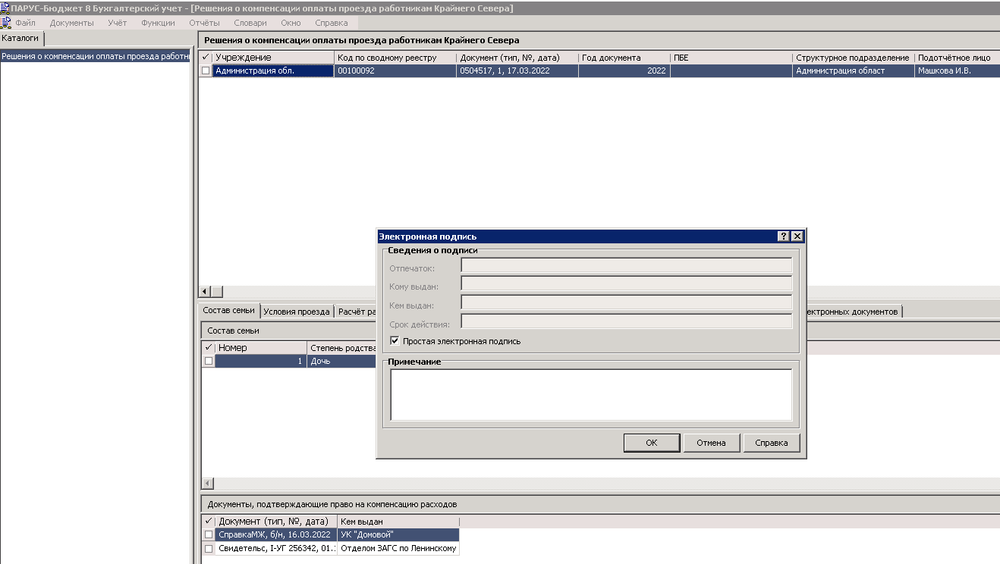 ПАРУС-Бюджет 8 Бухгалтерский учет - [Решения о компенсации оплаты проезда работникам Крайнего Севера]
Файл Документы Учёт Функции Отчёты Словари Окно Справка
Каталоги
Решения о компенсации оплаты проезда работн
Решения о компенсации оплаты проезда работникам Крайнего Севера
Учреждение Код по сводному реестру Документ (тип, №, дата) Год документа ПБЕ Структурное подразделение Подотчётное лицо
Администрация обл. 00100092 0504517, 1, 17.03.2022 2022 Администрация област Машкова И.В.
Электронная подпись
Сведения о подписи
Отпечаток:
Кому выдан:
Кем выдан:
Срок действия:
Простая электронная подпись
Примечание
ОК Отмена Справка
Состав семьи Условия проезда Расчёт ра ектронных документов
Состав семьи
Номер Степень родства
1 Дочь
Документы, подтверждающие право на компенсацию расходов
Документ (тип, №, дата) Кем выдан
СправкаМЖ, б/н, 16.03.2022 УК "Домовой"
Свидетельс, I-УГ 256342, 01.: Отделом ЗАГС по Ленинскому